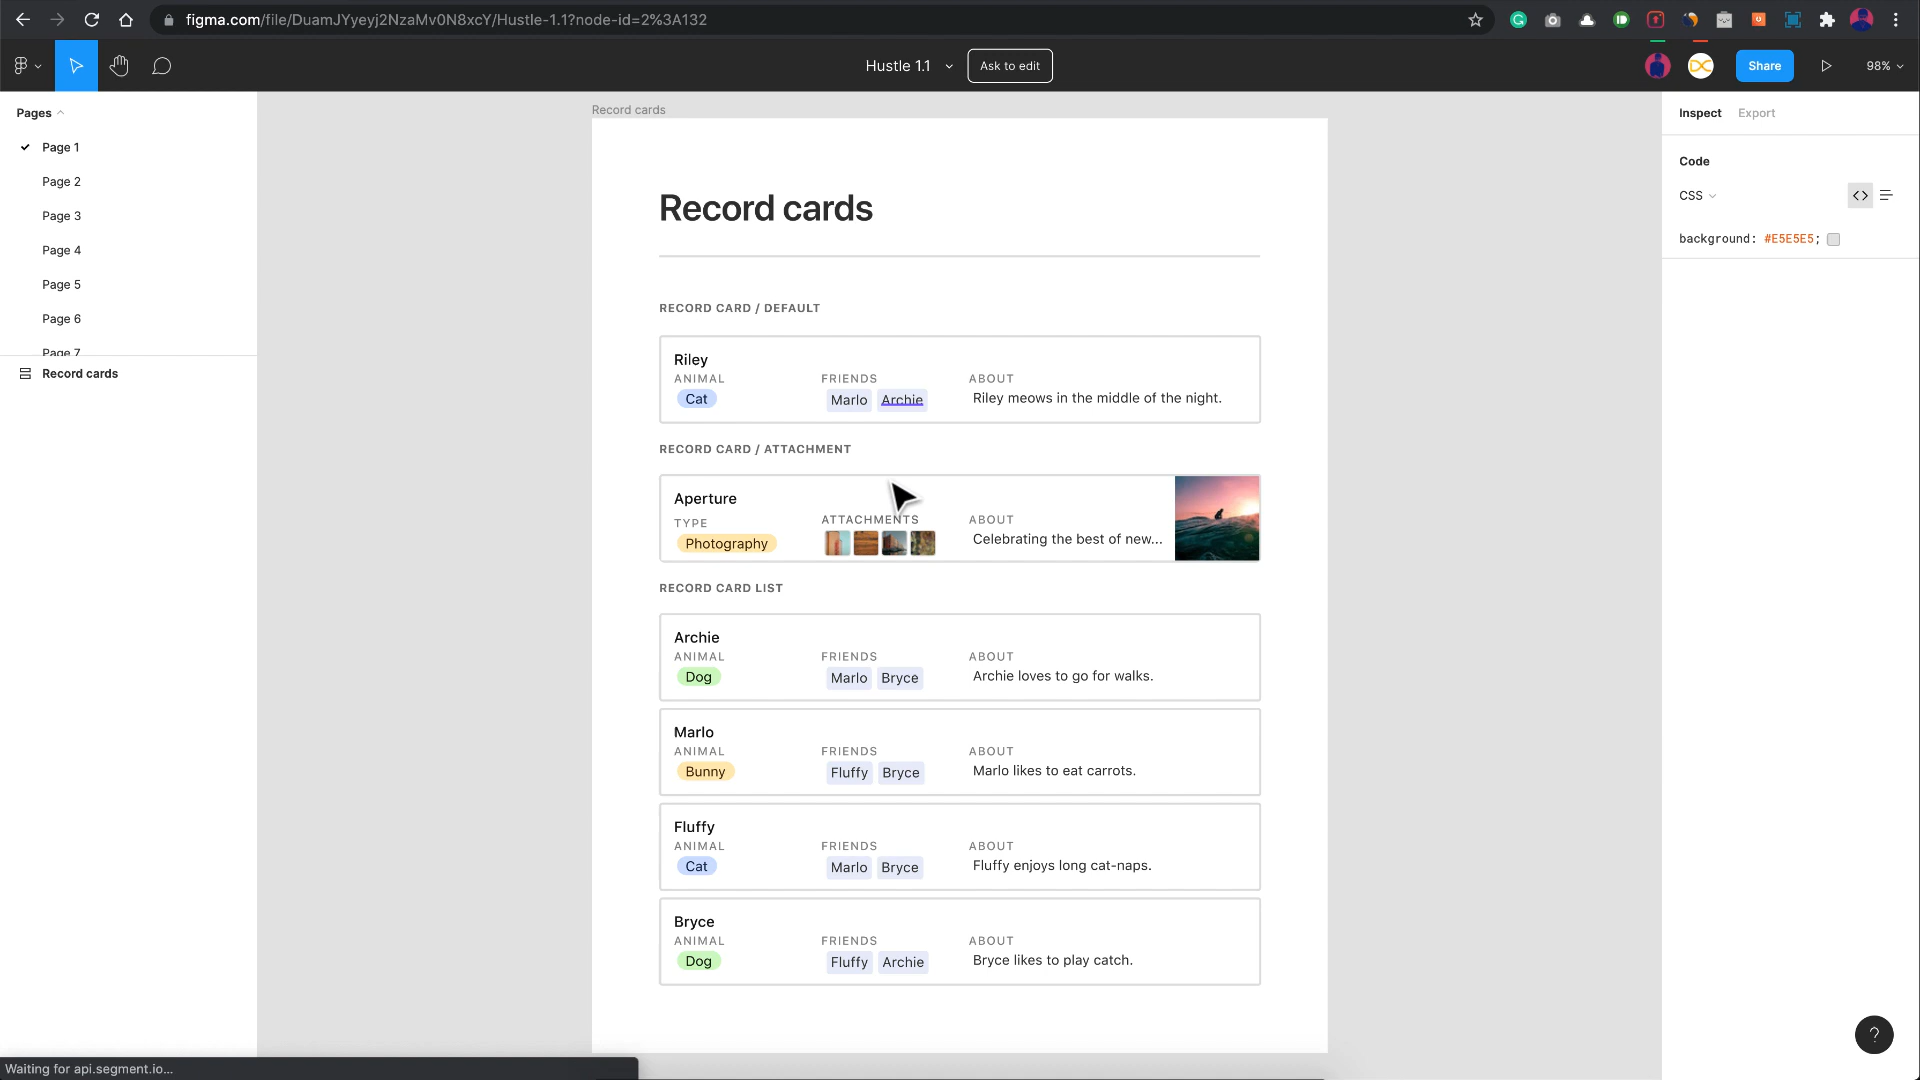 figma.com/file/DuamJYyeyj2NzaMv0N8xcY/Hustle-1.1?node-id=2%3A132
Hustle 1.1
Ask to edit
Share
98%
Pages
Page 1
Page 2
Page 3
Page 4
Page 5
Page 6
Page 7
Record cards
Record cards
Record cards
RECORD CARD / DEFAULT
Riley
ANIMAL FRIENDS ABOUT
Cat Marlo Archie Riley meows in the middle of the night.
RECORD CARD / ATTACHMENT
Aperture
TYPE ATTACHMENTS ABOUT
Photography Celebrating the best of new...
RECORD CARD LIST
Archie
ANIMAL FRIENDS ABOUT
Dog Marlo Bryce Archie loves to go for walks.
Marlo
ANIMAL FRIENDS ABOUT
Bunny Fluffy Bryce Marlo likes to eat carrots.
Fluffy
ANIMAL FRIENDS ABOUT
Cat Marlo Bryce Fluffy enjoys long cat-naps.
Bryce
ANIMAL FRIENDS ABOUT
Dog Fluffy Archie Bryce likes to play catch.
Inspect Export
Code
CSS
background: #E5E5E5;
?
Waiting for api.segment.io...